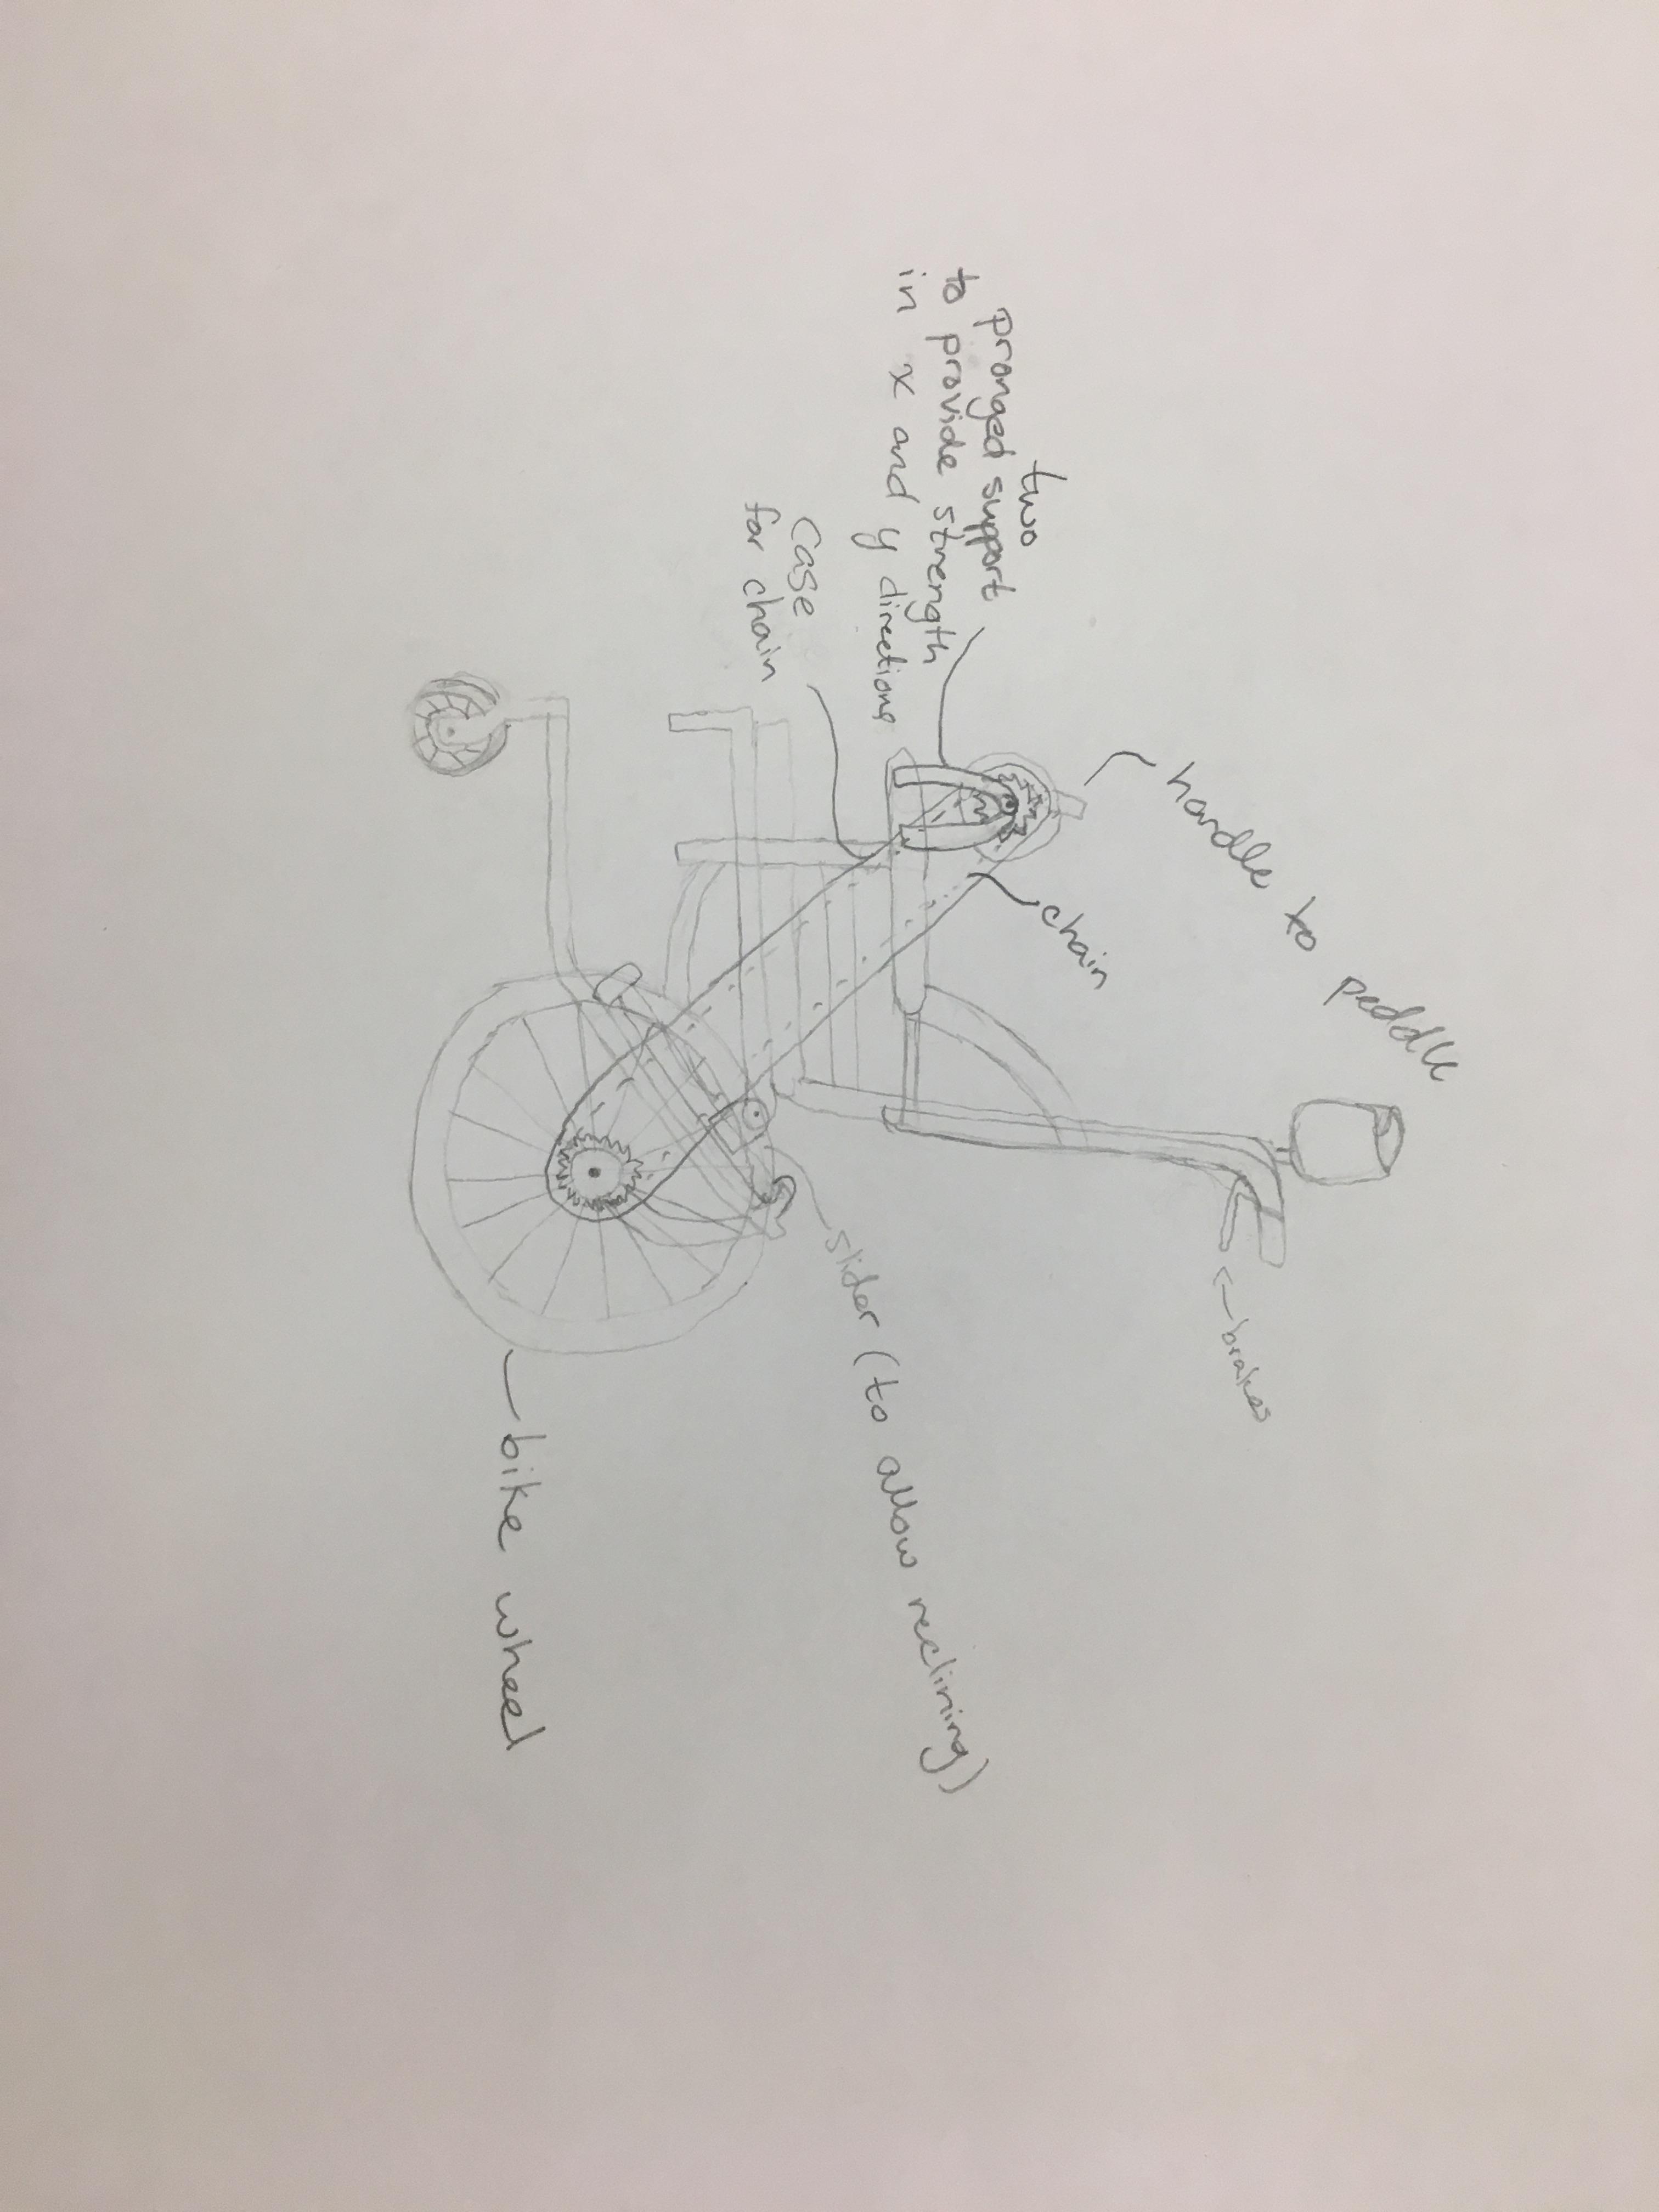 handle to peddle
← brakes
chain
two
pronged support
to provide strength
in x and y directions
slider (to allow reclining)
case
for chain
bike wheel